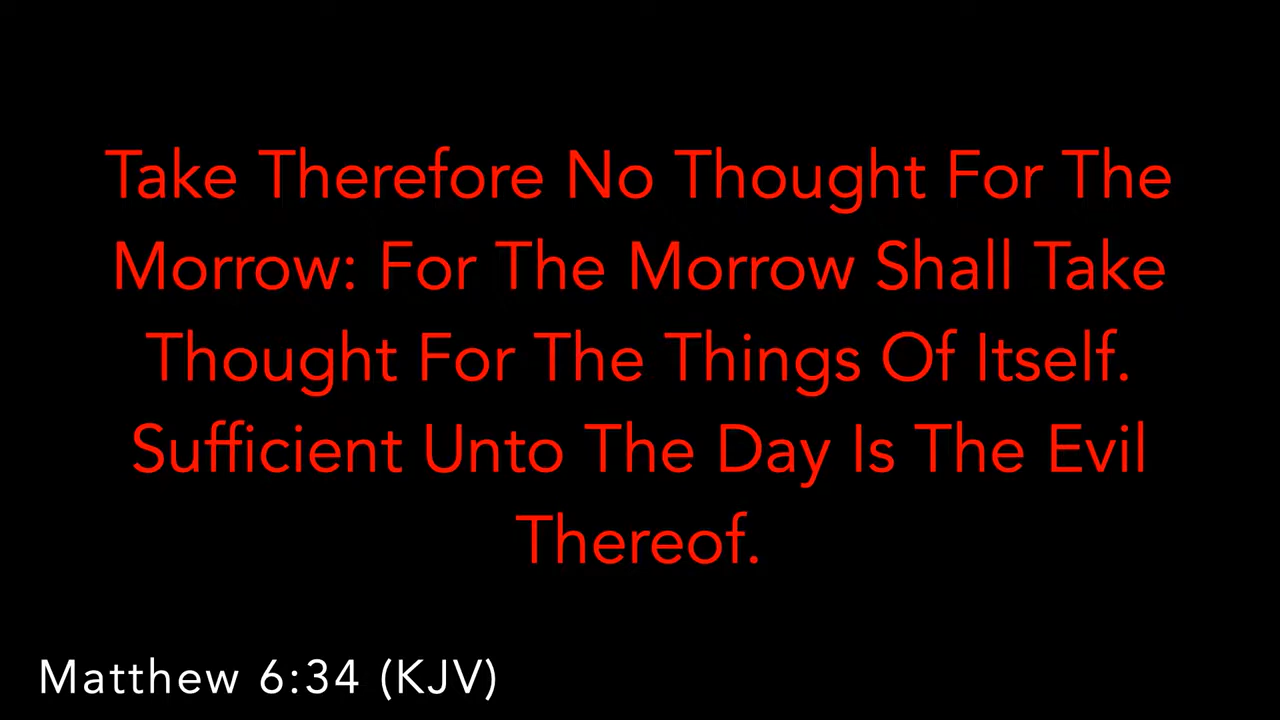 Take Therefore No Thought For The
Morrow: For The Morrow Shall Take
Thought For The Things Of Itself.
Sufficient Unto The Day Is The Evil
Thereof.
Matthew 6:34 (KJV)